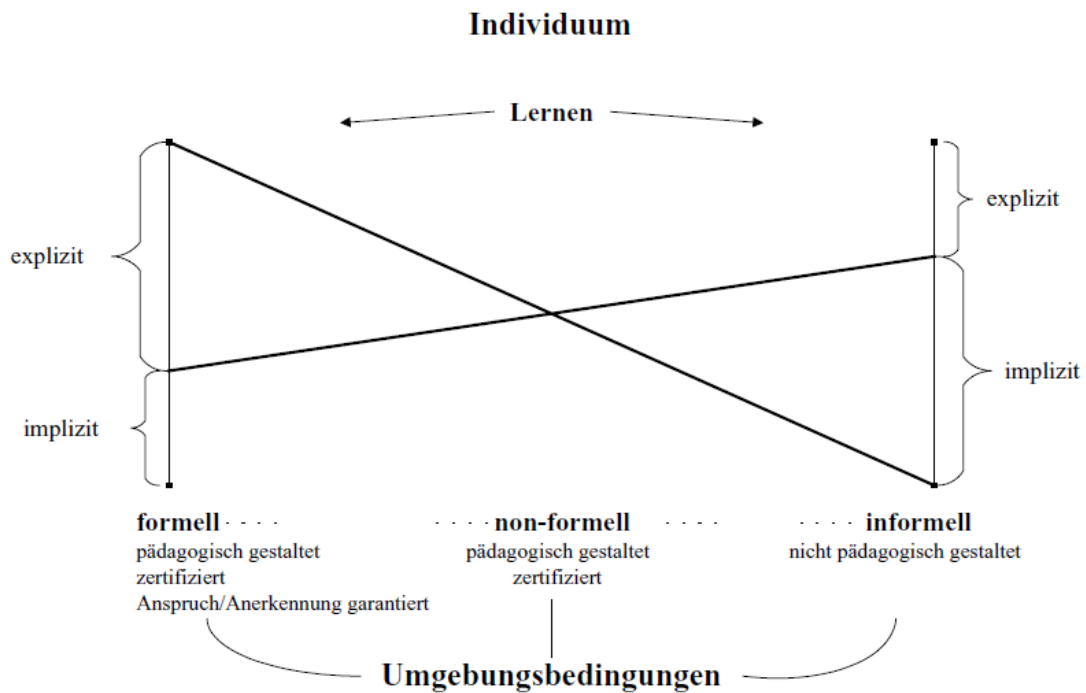 Individuum
Lernen
explizit
explizit
implizit
implizit
formell · · · ·
· · · · non-formell · · · ·
· · · · informell
pädagogisch gestaltet
zertifiziert
Anspruch/Anerkennung garantiert
pädagogisch gestaltet
zertifiziert
nicht pädagogisch gestaltet
Umgebungsbedingungen